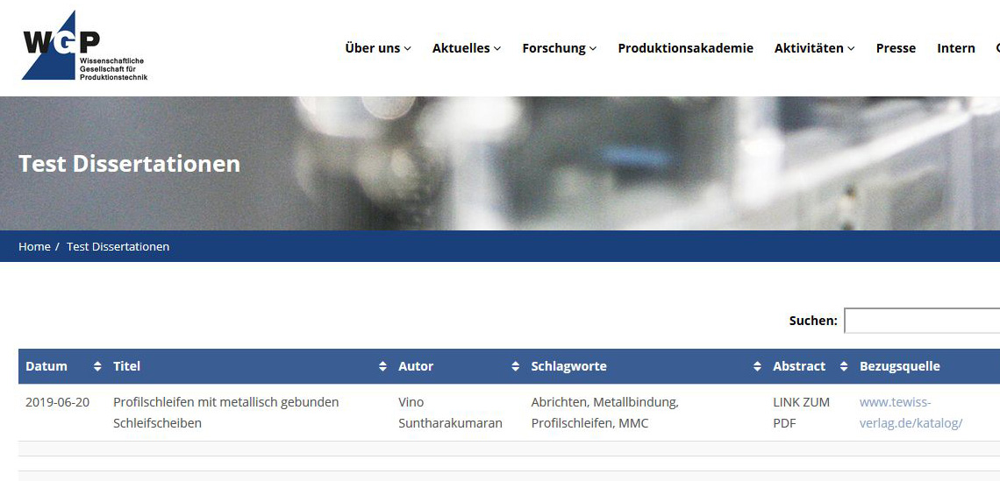 WGP
Wissenschaftliche
Gesellschaft für
Produktionstechnik
Über uns Aktuelles Forschung Produktionsakademie Aktivitäten Presse Intern
Test Dissertationen
Home / Test Dissertationen
Suchen:
Datum Titel Autor Schlagworte Abstract Bezugsquelle
2019-06-20 Profilschleifen mit metallisch gebunden Vino Abrichten, Metallbindung, LINK ZUM www.tewiss-
Schleifscheiben Suntharakumaran Profilschleifen, MMC PDF verlag.de/katalog/